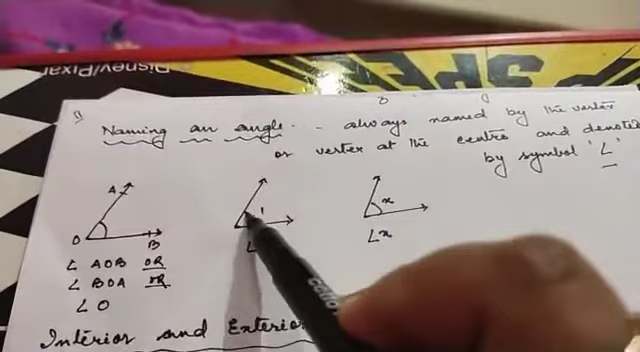 Disney/Pixar
Naming an angle - always named by the vertex
or vertex at the centre and denoted
by symbol '∠'
A
O
B
∠ AOB OR
∠ BOA OR
∠ O
1
∠
x
∠x
Interior and Exterior